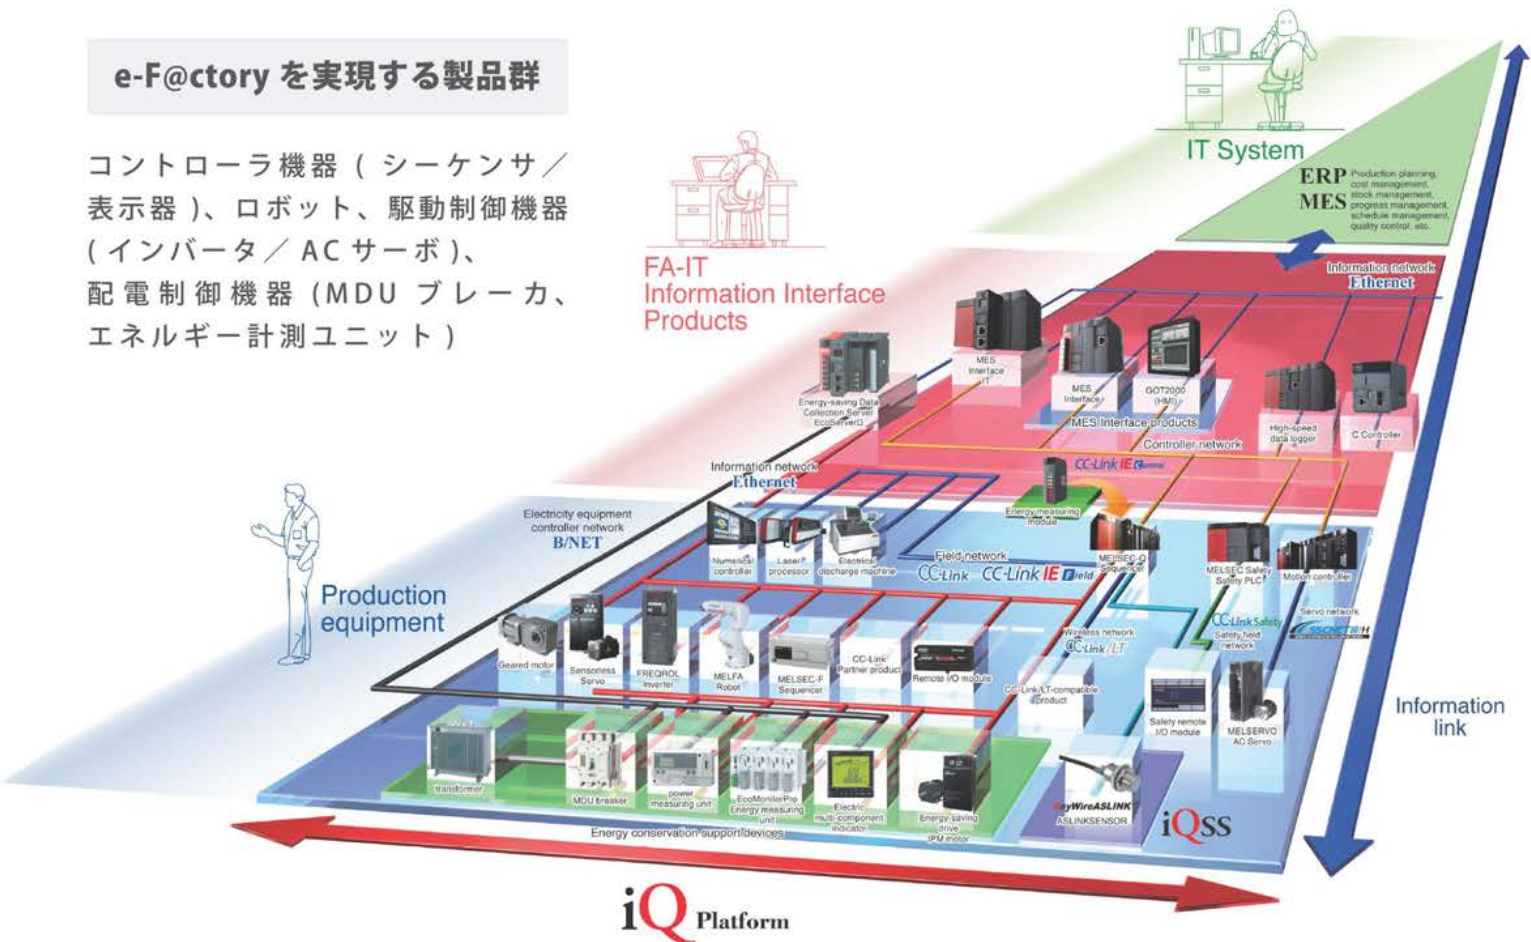 e-F@ctory を実現する製品群
コントローラ機器 ( シーケンサ／
表示器 )、ロボット、駆動制御機器
( インバータ／ AC サーボ )、
配電制御機器 (MDU ブレーカ、
エネルギー計測ユニット )
IT System
ERP
MES
Production planning,
cost management,
stock management,
progress management,
schedule management,
quality control, etc.
Information network
Ethernet
FA-IT
Information Interface
Products
MES
Interface
IT
MES
Interface
GOT2000
(HMI)
MES Interface products
Energy-saving Data
Collection Server
EcoServerⅢ
High-speed
data logger
C Controller
Controller network
CC-Link IE Control
Information network
Ethernet
Energy measuring
module
Electricity equipment
controller network
B/NET
Numerical
controller
Laser
processor
Electrical
discharge machine
Field network
CC-Link CC-Link IE Field
MELSEC-Q
Sequencer
MELSEC Safety
Safety PLC
Motion controller
Production
equipment
Geared motor
Sensorless
Servo
FREQROL
Inverter
MELFA
Robot
MELSEC-F
Sequencer
CC-Link
Partner product
Remote I/O module
Wireless network
CC-Link/LT
CC-Link Safety
Safety field
network
Servo network
SSCNET III/H
CC-Link/LT-compatible
product
Safety remote
I/O module
MELSERVO
AC Servo
Information
link
transformer
MDU breaker
power
measuring unit
EcoMoniterPro
Energy measuring
unit
Electric
multi-component
indicator
Energy-saving
drive
IPM motor
Energy conservation support devices
AnyWireASLINK
ASLINKSENSOR
iQSS
iQ Platform